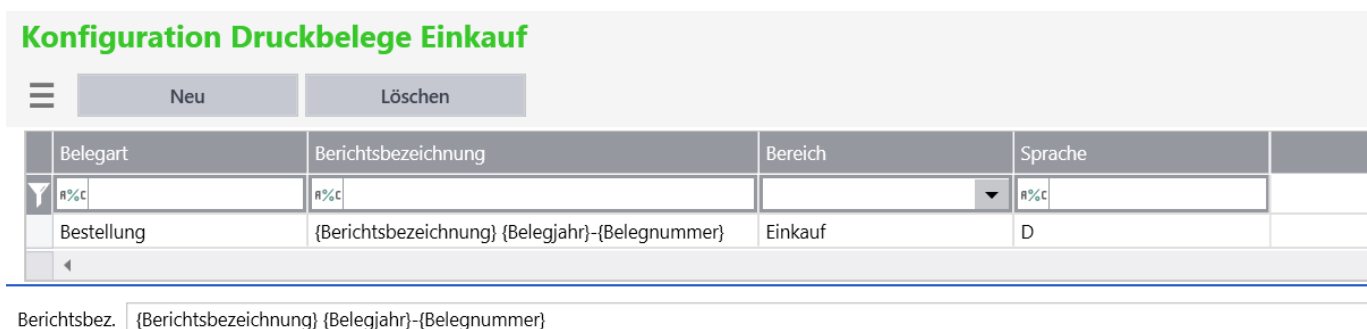 Konfiguration Druckbelege Einkauf
Neu Löschen
Belegart Berichtsbezeichnung Bereich Sprache
A%C A%C A%C
Bestellung {Berichtsbezeichnung} {Belegjahr}-{Belegnummer} Einkauf D
Berichtsbez. {Berichtsbezeichnung} {Belegjahr}-{Belegnummer}